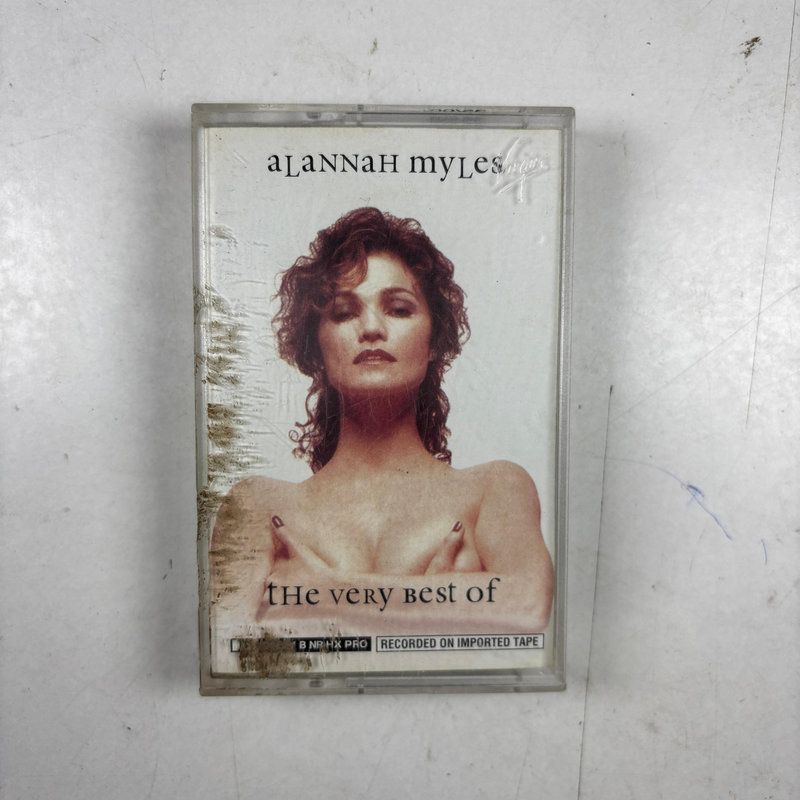 aLaNNaH myLes
tHe VeRy Best of
B NR HX PRO RECORDED ON IMPORTED TAPE